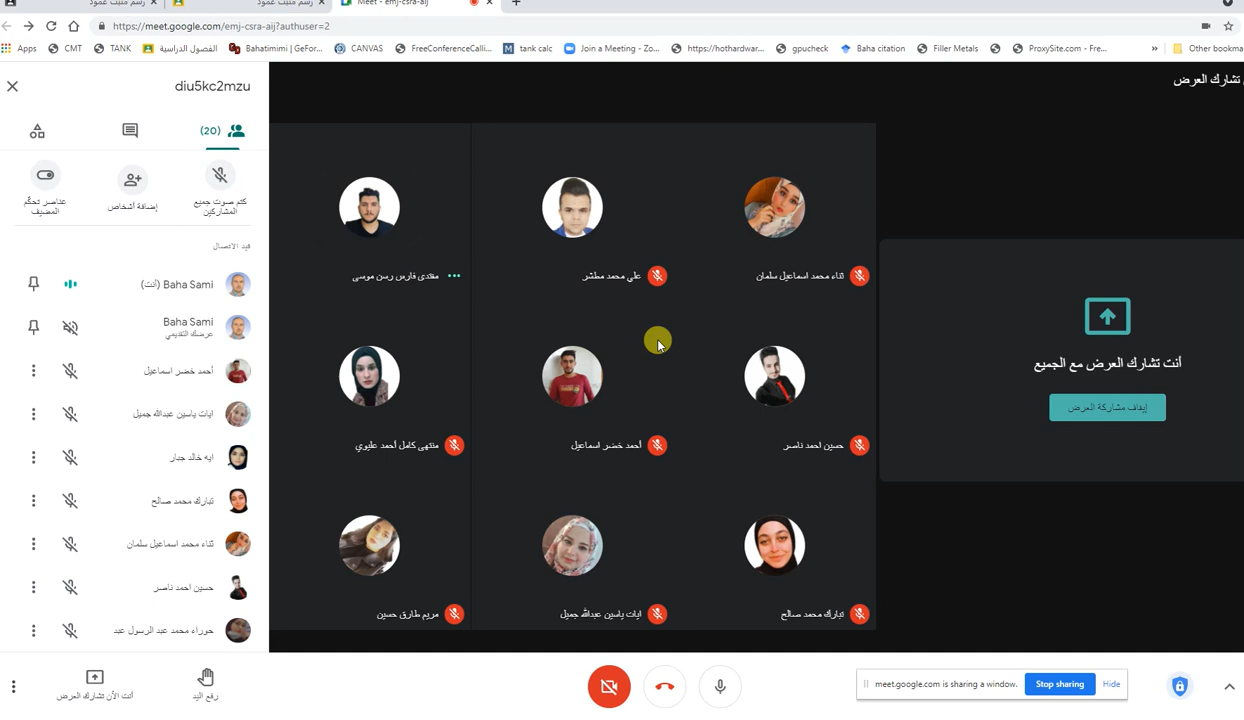 رسم مثبت عمود
رسم مثبت عمود
Meet - emj-csra-aij
https://meet.google.com/emj-csra-aij?authuser=2
Apps
CMT
TANK
الفصول الدراسية
Bahatimimi | GeFor...
CANVAS
FreeConferenceCalli...
tank calc
Join a Meeting - Zo...
https://hothardwar...
gpucheck
Baha citation
Filler Metals
ProxySite.com - Fre...
»
Other bookma
diu5kc2mzu
تشارك العرض
(20)
كتم صوت جميع المشاركين
إضافة أشخاص
عناصر تحكّم المضيف
قيد الاتصال
Baha Sami (أنت)
Baha Sami
عرضك التقديمي
أحمد خضر اسماعيل
ايات ياسين عبدالله جميل
ايه خالد جبار
تبارك محمد صالح
ثناء محمد اسماعيل سلمان
حسين احمد ناصر
حوراء محمد عبد الرسول عبد
ثناء محمد اسماعيل سلمان
علي محمد مطشر
مقتدى فارس رسن موسى
حسين احمد ناصر
أحمد خضر اسماعيل
منتهى كامل أحمد عليوي
تبارك محمد صالح
ايات ياسين عبدالله جميل
مريم طارق حسين
أنت تشارك العرض مع الجميع
إيقاف مشاركة العرض
رفع اليد
أنت الآن تشارك العرض
meet.google.com is sharing a window.
Stop sharing
Hide